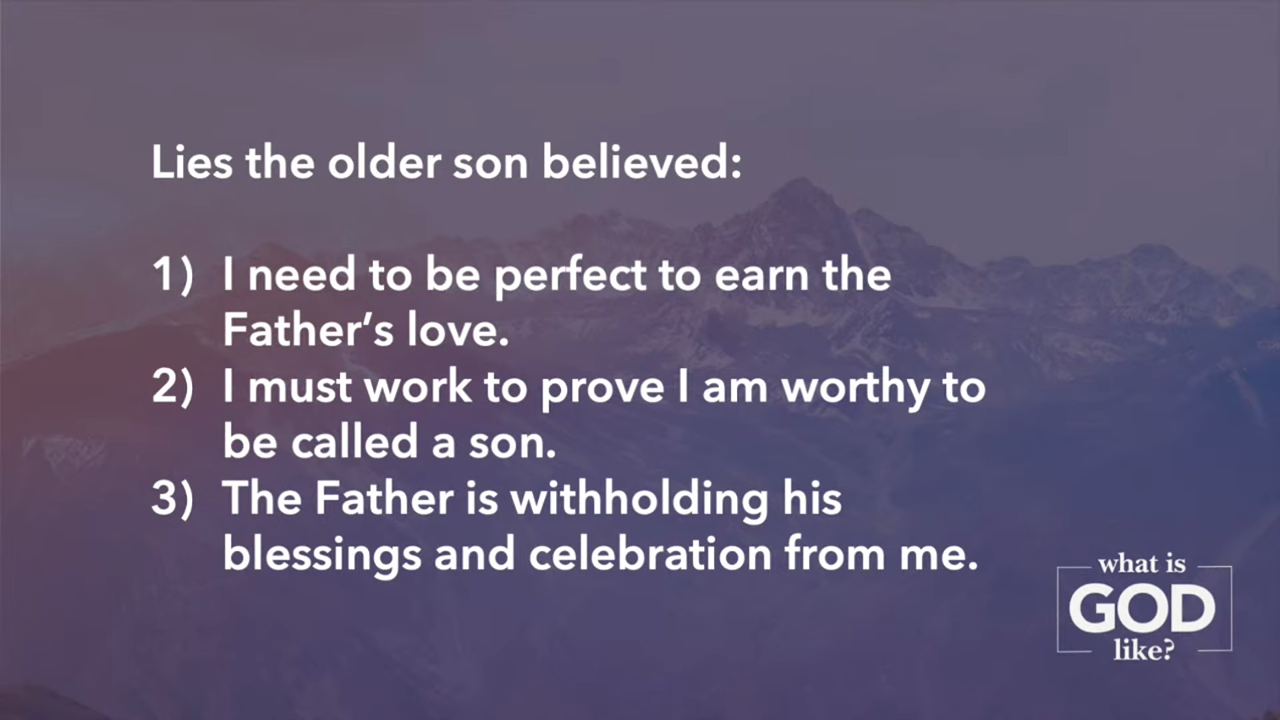 Lies the older son believed:
1) I need to be perfect to earn the
Father’s love.
2) I must work to prove I am worthy to
be called a son.
3) The Father is withholding his
blessings and celebration from me.
what is
GOD
like?